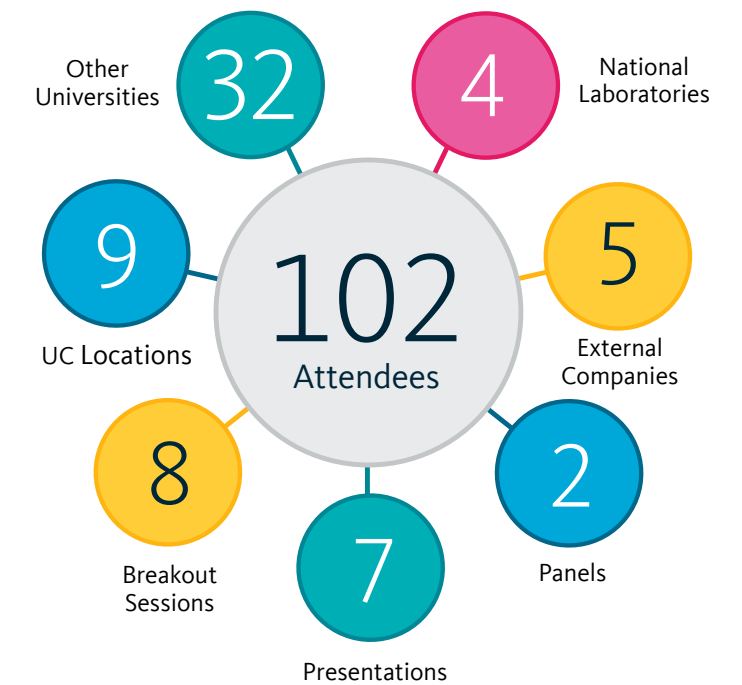 32
Other
Universities
4
National
Laboratories
9
UC Locations
102
Attendees
5
External
Companies
8
Breakout
Sessions
7
Presentations
2
Panels